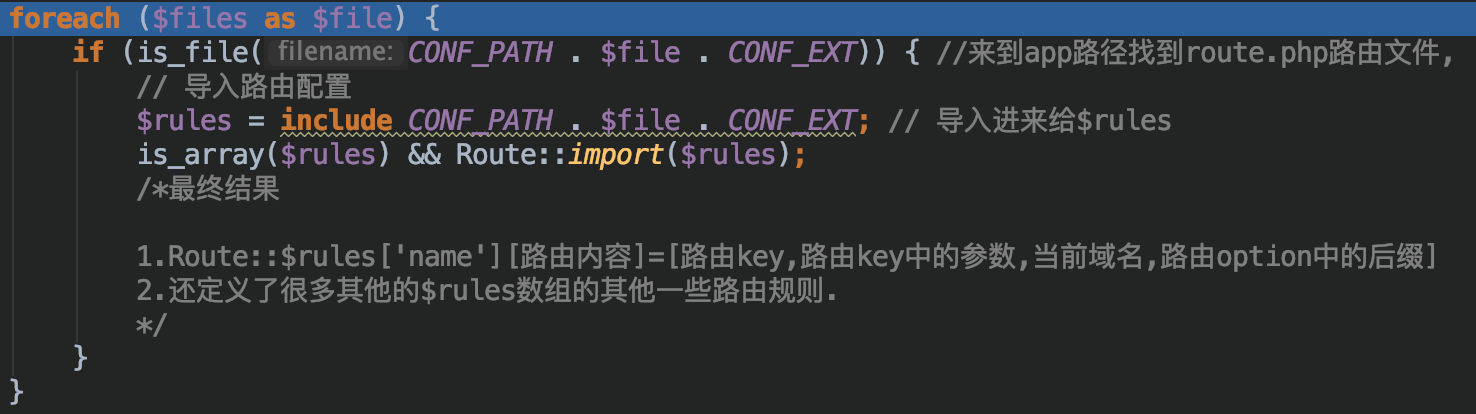 foreach ($files as $file) {
if (is_file( filename: CONF_PATH . $file . CONF_EXT)) { //来到app路径找到route.php路由文件,
// 导入路由配置
$rules = include CONF_PATH . $file . CONF_EXT; // 导入进来给$rules
is_array($rules) && Route::import($rules);
/*最终结果
1.Route::$rules['name'][路由内容]=[路由key,路由key中的参数,当前域名,路由option中的后缀]
2.还定义了很多其他的$rules数组的其他一些路由规则.
*/
}
}